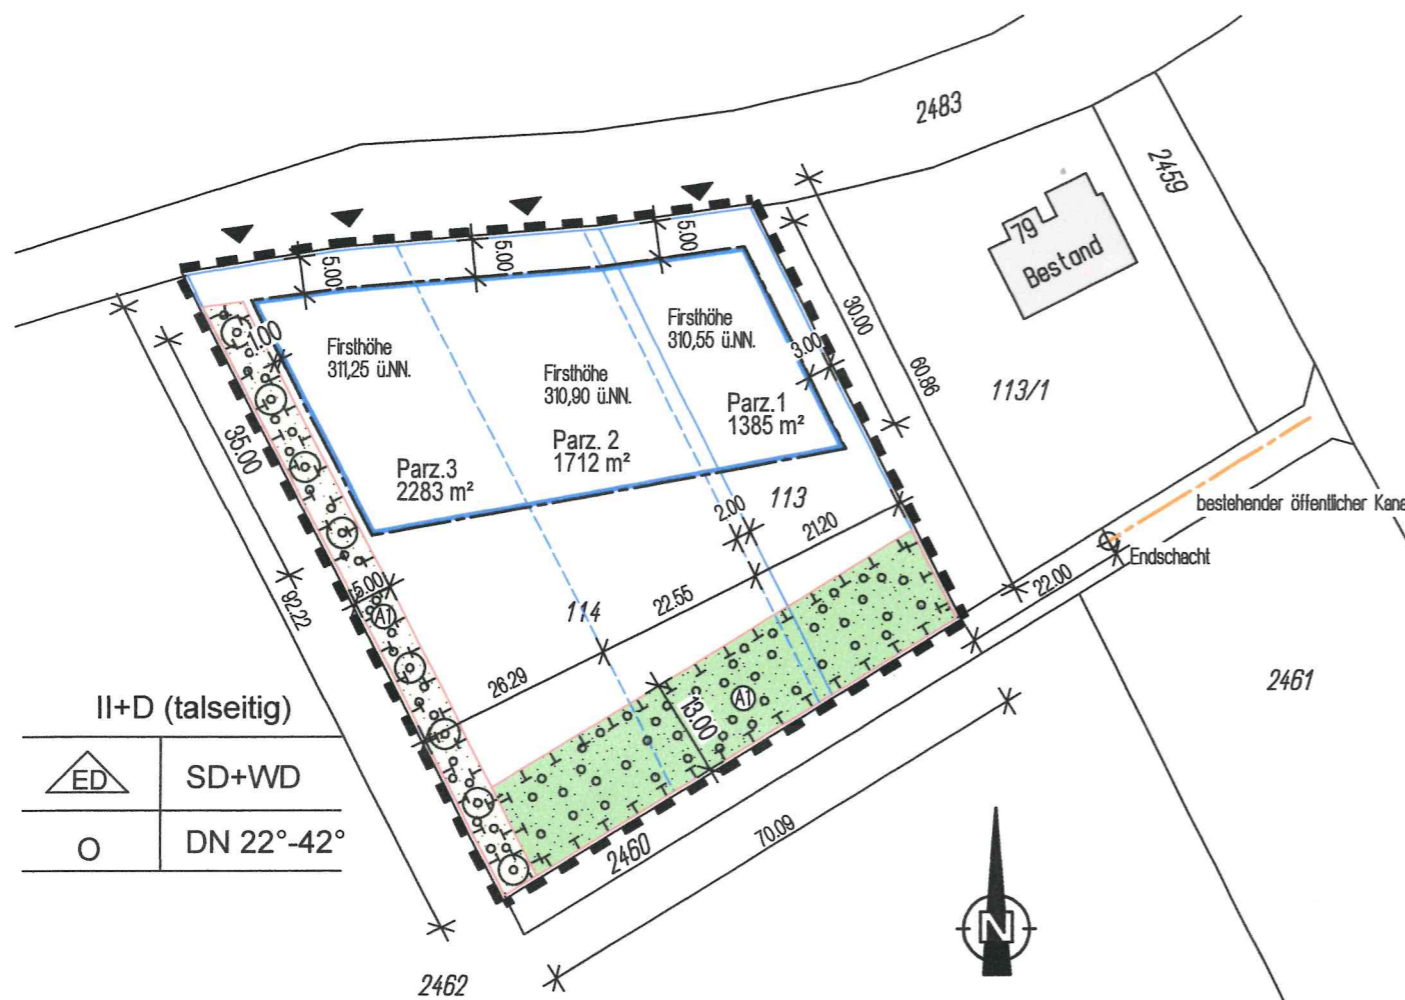 2483
2459
79
Bestand
5.00
5.00
5.00
30.00
60.86
3.00
113/1
1.00
Firsthöhe
311,25 ü.NN.
Firsthöhe
310,90 ü.NN.
Firsthöhe
310,55 ü.NN.
Parz.1
1385 m²
Parz. 2
1712 m²
Parz.3
2283 m²
35.00
113
2.00
21.20
bestehender öffentlicher Kana
Endschacht
22.00
5.00
A1
92.22
114
22.55
26.29
13.00
A1
2461
II+D (talseitig)
ED
SD+WD
O
DN 22°-42°
2460
70.09
N
2462